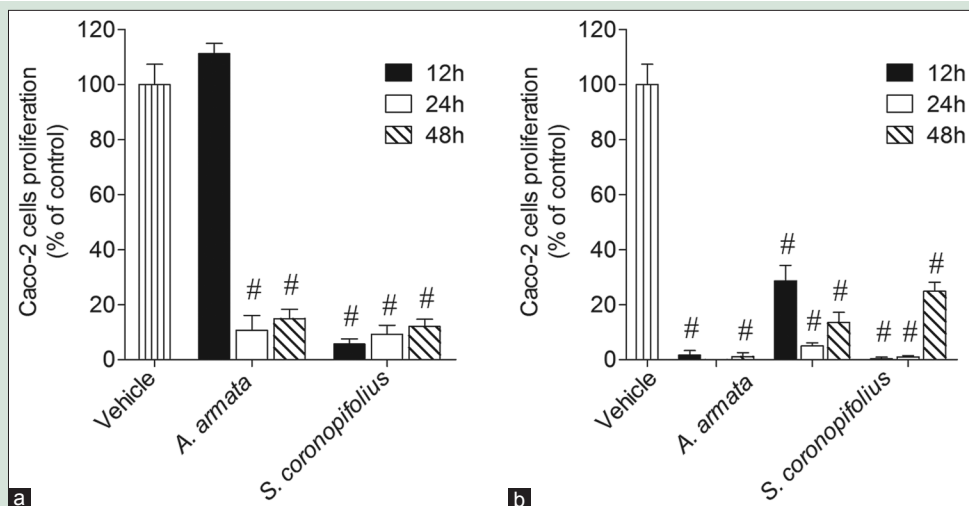 120
100
80
60
40
20
0
Caco-2 cells proliferation
(% of control)
12h
24h
48h
# # # # #
Vehicle
A. armata
S. coronopifolius
a
120
100
80
60
40
20
0
Caco-2 cells proliferation
(% of control)
12h
24h
48h
# # # # # # # #
Vehicle
A. armata
S. coronopifolius
b